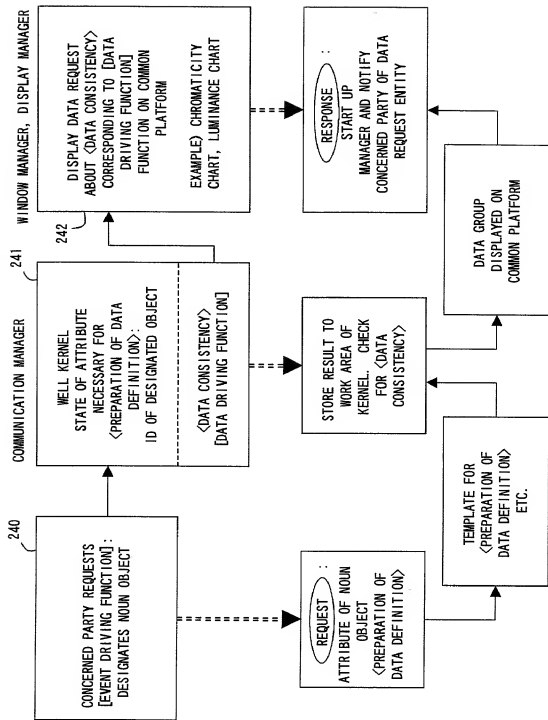 COMMUNICATION MANAGER
WINDOW MANAGER, DISPLAY MANAGER
240
CONCERNED PARTY REQUESTS
[EVENT DRIVING FUNCTION]:
DESIGNATES NOUN OBJECT
241
WELL KERNEL
STATE OF ATTRIBUTE
NECESSARY FOR
<PREPARATION OF DATA
DEFINITION>:
ID OF DESIGNATED OBJECT
<DATA CONSISTENCY>
[DATA DRIVING FUNCTION]
242
DISPLAY DATA REQUEST
ABOUT <DATA CONSISTENCY>
CORRESPONDING TO [DATA
DRIVING FUNCTION]
FUNCTION ON COMMON
PLATFORM
EXAMPLE) CHROMATICITY
CHART, LUMINANCE CHART
REQUEST :
ATTRIBUTE OF NOUN
OBJECT
<PREPARATION OF
DATA DEFINITION>
STORE RESULT TO
WORK AREA OF
KERNEL. CHECK
FOR <DATA
CONSISTENCY>
RESPONSE :
START UP
MANAGER AND NOTIFY
CONCERNED PARTY OF DATA
REQUEST ENTITY
TEMPLATE FOR
<PREPARATION OF
DATA DEFINITION>
ETC.
DATA GROUP
DISPLAYED ON
COMMON PLATFORM